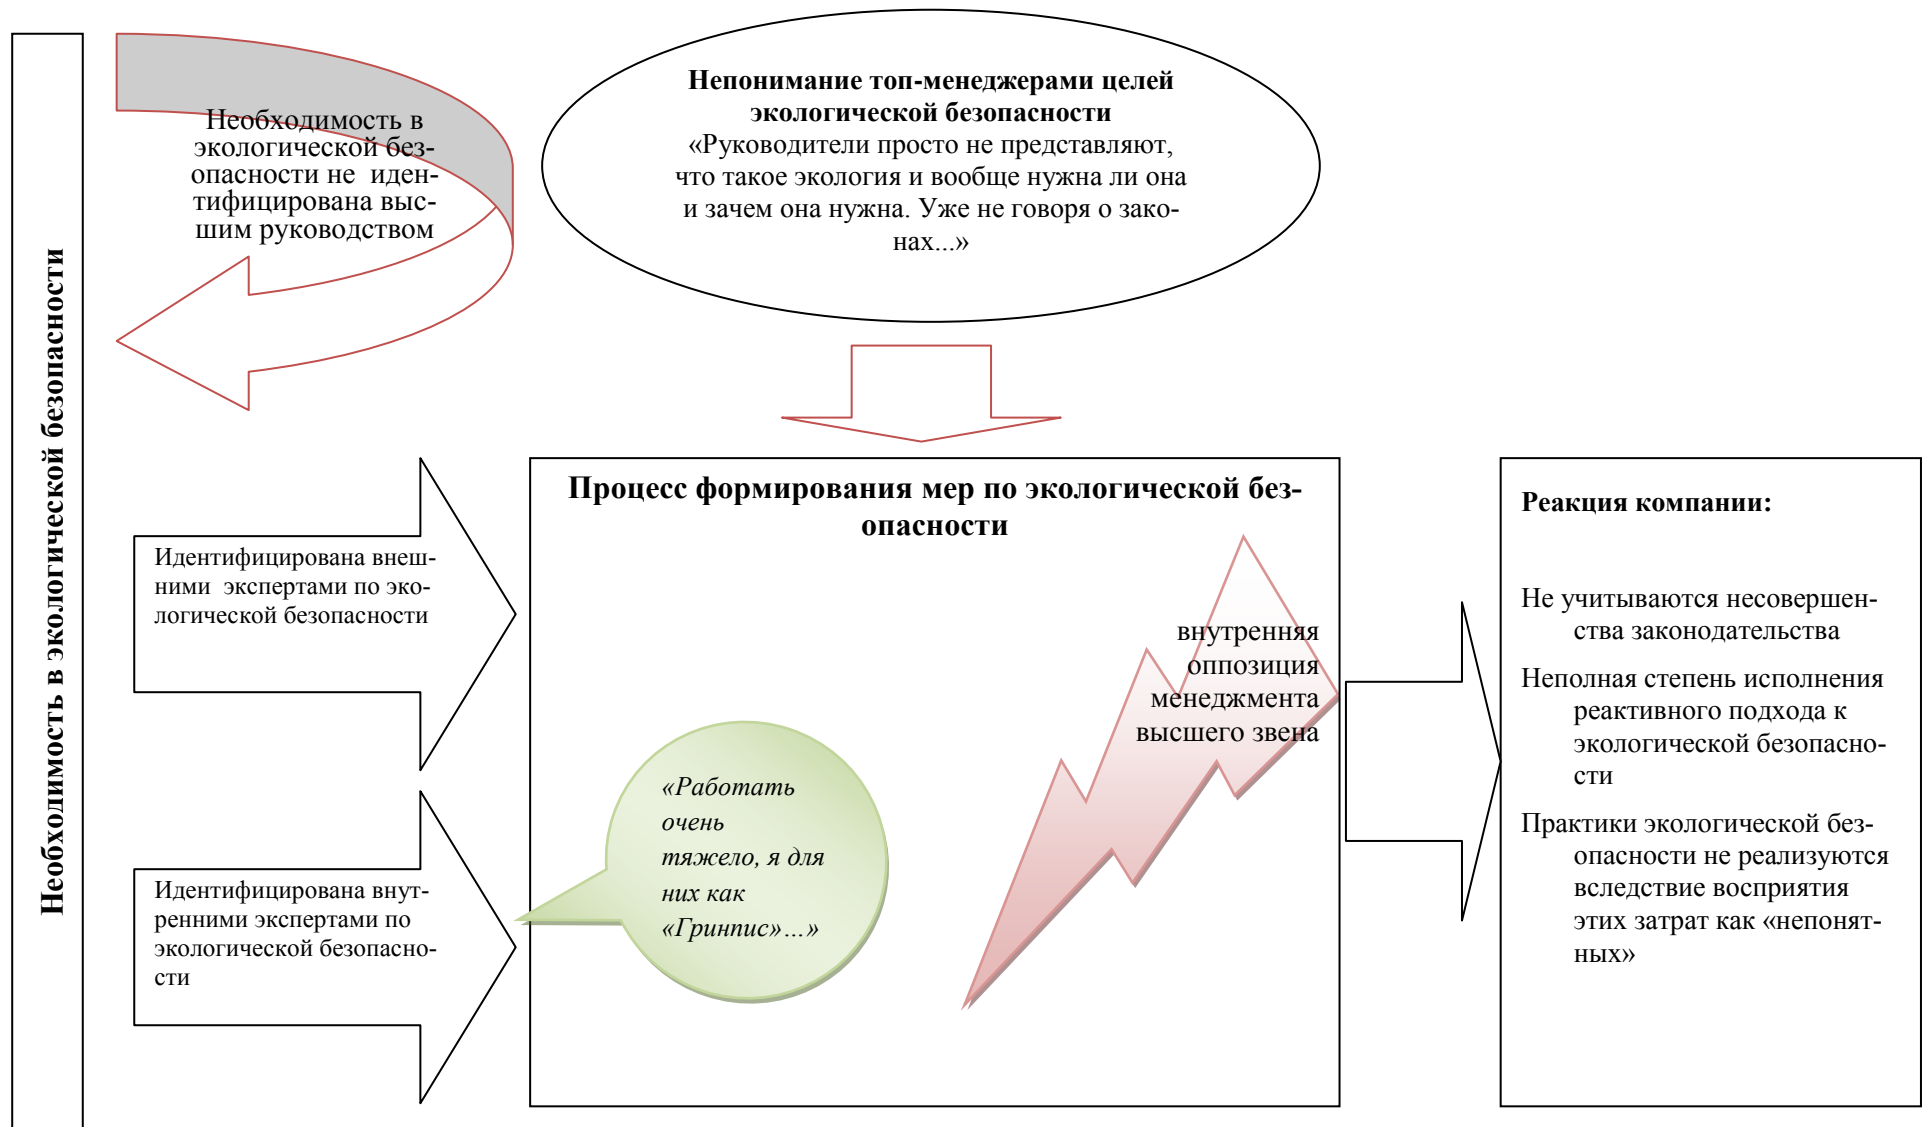 Необходимость в экологической безопасности
Необходимость в
экологической без-
опасности не  иден-
тифицирована выс-
шим руководством
Непонимание топ-менеджерами целей
экологической безопасности
«Руководители просто не представляют,
что такое экология и вообще нужна ли она
и зачем она нужна. Уже не говоря о зако-
нах...»
Идентифицирована внеш-
ними  экспертами по эко-
логической безопасности
Идентифицирована внут-
ренними экспертами по
экологической безопасно-
сти
Процесс формирования мер по экологической без-
опасности
«Работать
очень
тяжело, я для
них как
«Гринпис»…»
внутренняя
оппозиция
менеджмента
высшего звена
Реакция компании:
Не учитываются несовершен-
ства законодательства
Неполная степень исполнения
реактивного подхода к
экологической безопасно-
сти
Практики экологической без-
опасности не реализуются
вследствие восприятия
этих затрат как «непонят-
ных»